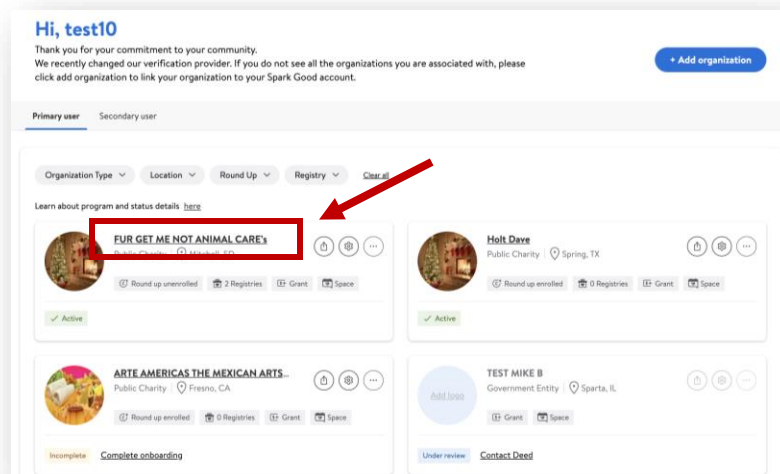 Hi, test10
Thank you for your commitment to your community.
We recently changed our verification provider. If you do not see all the organizations you are associated with, please
click add organization to link your organization to your Spark Good account.
+ Add organization
Primary user Secondary user
Organization Type Location Round Up Registry Clear all
Learn about program and status details here
FUR GET ME NOT ANIMAL CARE's
Public Charity Mitchell, SD
Round up unenrolled 2 Registries Grant Space
Active
Holt Dave
Public Charity Spring, TX
Round up enrolled 0 Registries Grant Space
Active
ARTE AMERICAS THE MEXICAN ARTS...
Public Charity Fresno, CA
Round up enrolled 0 Registries Grant Space
Incomplete Complete onboarding
Add logo
TEST MIKE B
Government Entity Sparta, IL
Grant Space
Under review Contact Deed